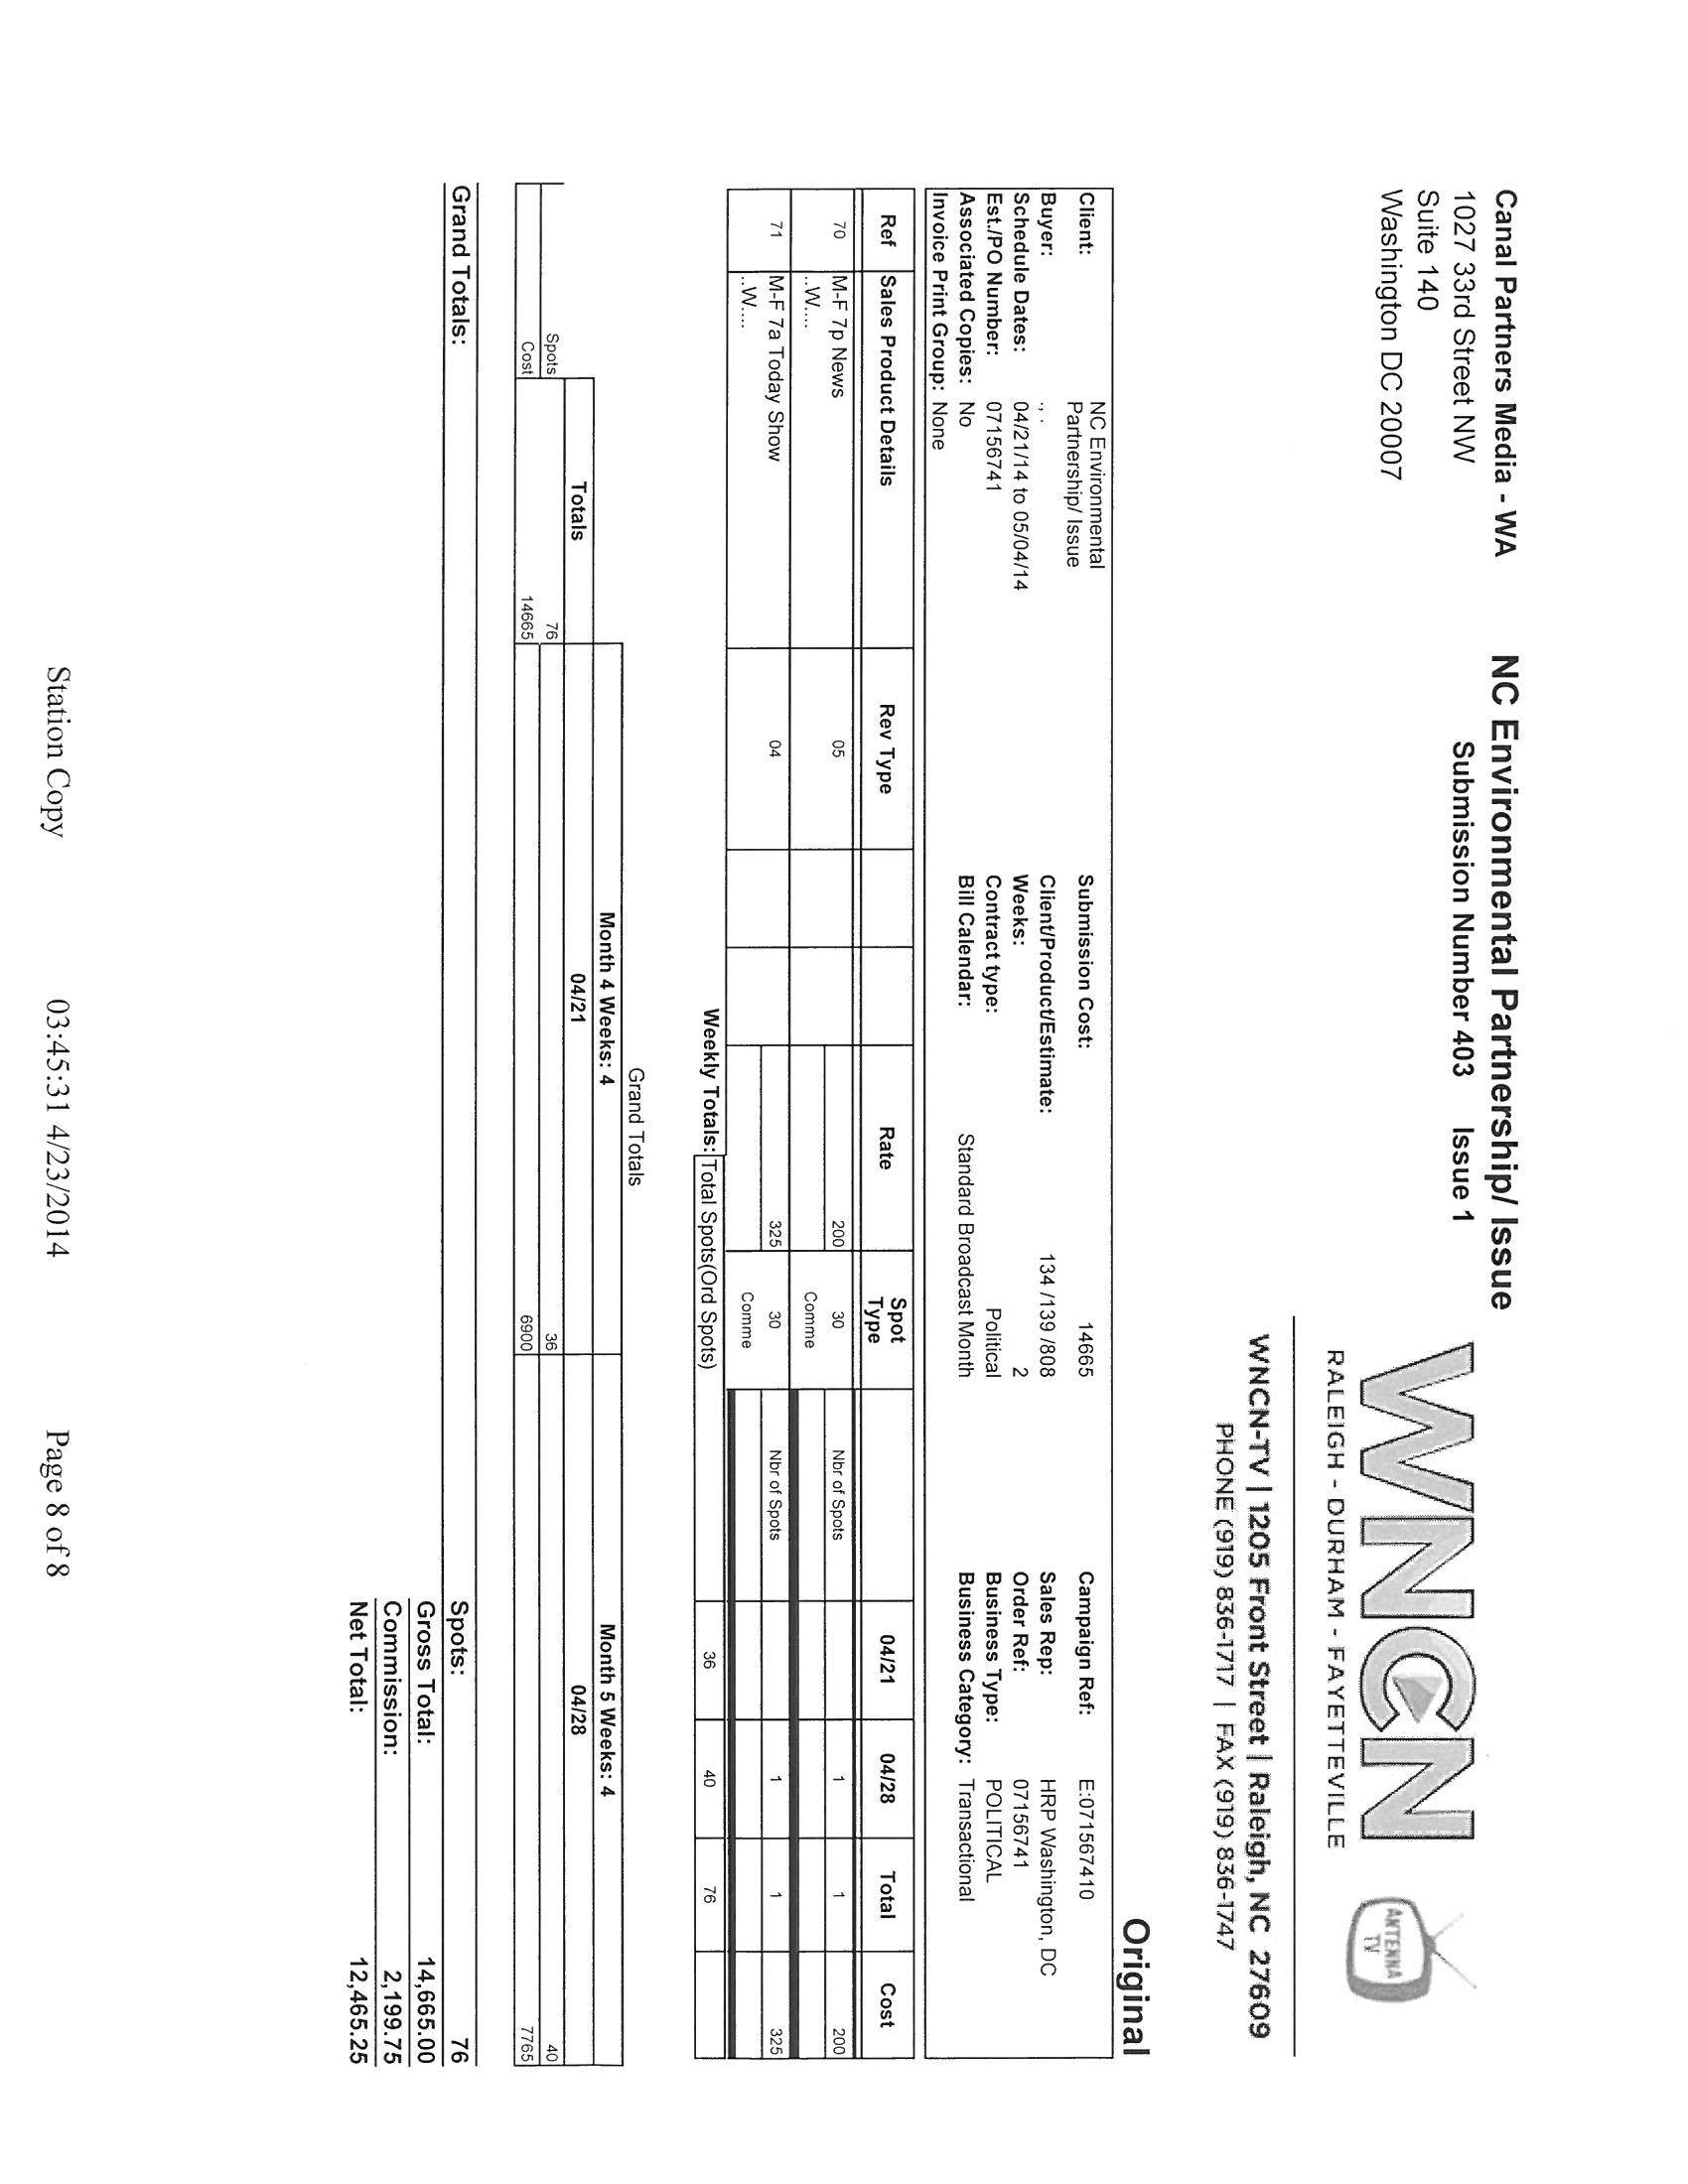 Canal Partners Media - WA
1027 33rd Street NW
Suite 140
Washington DC 20007
NC Environmental Partnership/ Issue
Submission Number 403 Issue 1
WNCN
RALEIGH - DURHAM - FAYETTEVILLE
ANTENNA
TV
WNCN-TV | 1205 Front Street | Raleigh, NC 27609
PHONE (919) 836-1717 | FAX (919) 836-1747
Original
Client: NC Environmental Partnership/ Issue Submission Cost: 14665 Campaign Ref: E:071567410
Buyer: ., . Client/Product/Estimate: 134 /139 /808 Sales Rep: HRP Washington, DC
Schedule Dates: 04/21/14 to 05/04/14 Weeks: 2 Order Ref: 07156741
Est./PO Number: 07156741 Contract type: Political Business Type: POLITICAL
Associated Copies: No Bill Calendar: Standard Broadcast Month Business Category: Transactional
Invoice Print Group: None
Ref Sales Product Details Rev Type Rate Spot Type 04/21 04/28 Total Cost
70 M-F 7p News 05 200 30 Nbr of Spots 1 1 200
..W.... Comme
71 M-F 7a Today Show 04 325 30 Nbr of Spots 1 1 325
..W.... Comme
Weekly Totals: Total Spots(Ord Spots) 36 40 76
Grand Totals
Month 4 Weeks: 4 Month 5 Weeks: 4
Totals 04/21 04/28
Spots 76 36 40
Cost 14665 6900 7765
Grand Totals: Spots: 76
Gross Total: 14,665.00
Commission: 2,199.75
Net Total: 12,465.25
Station Copy 03:45:31 4/23/2014 Page 8 of 8